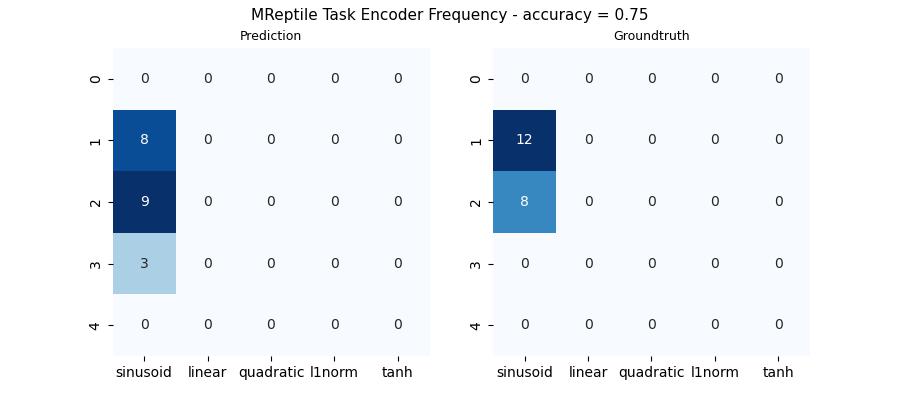 MReptile Task Encoder Frequency - accuracy = 0.75
Prediction
Groundtruth
0 0 0 0 0 0
1 8 0 0 0 0
2 9 0 0 0 0
3 3 0 0 0 0
4 0 0 0 0 0
sinusoid linear quadratic l1norm tanh
0 0 0 0 0 0
1 12 0 0 0 0
2 8 0 0 0 0
3 0 0 0 0 0
4 0 0 0 0 0
sinusoid linear quadratic l1norm tanh